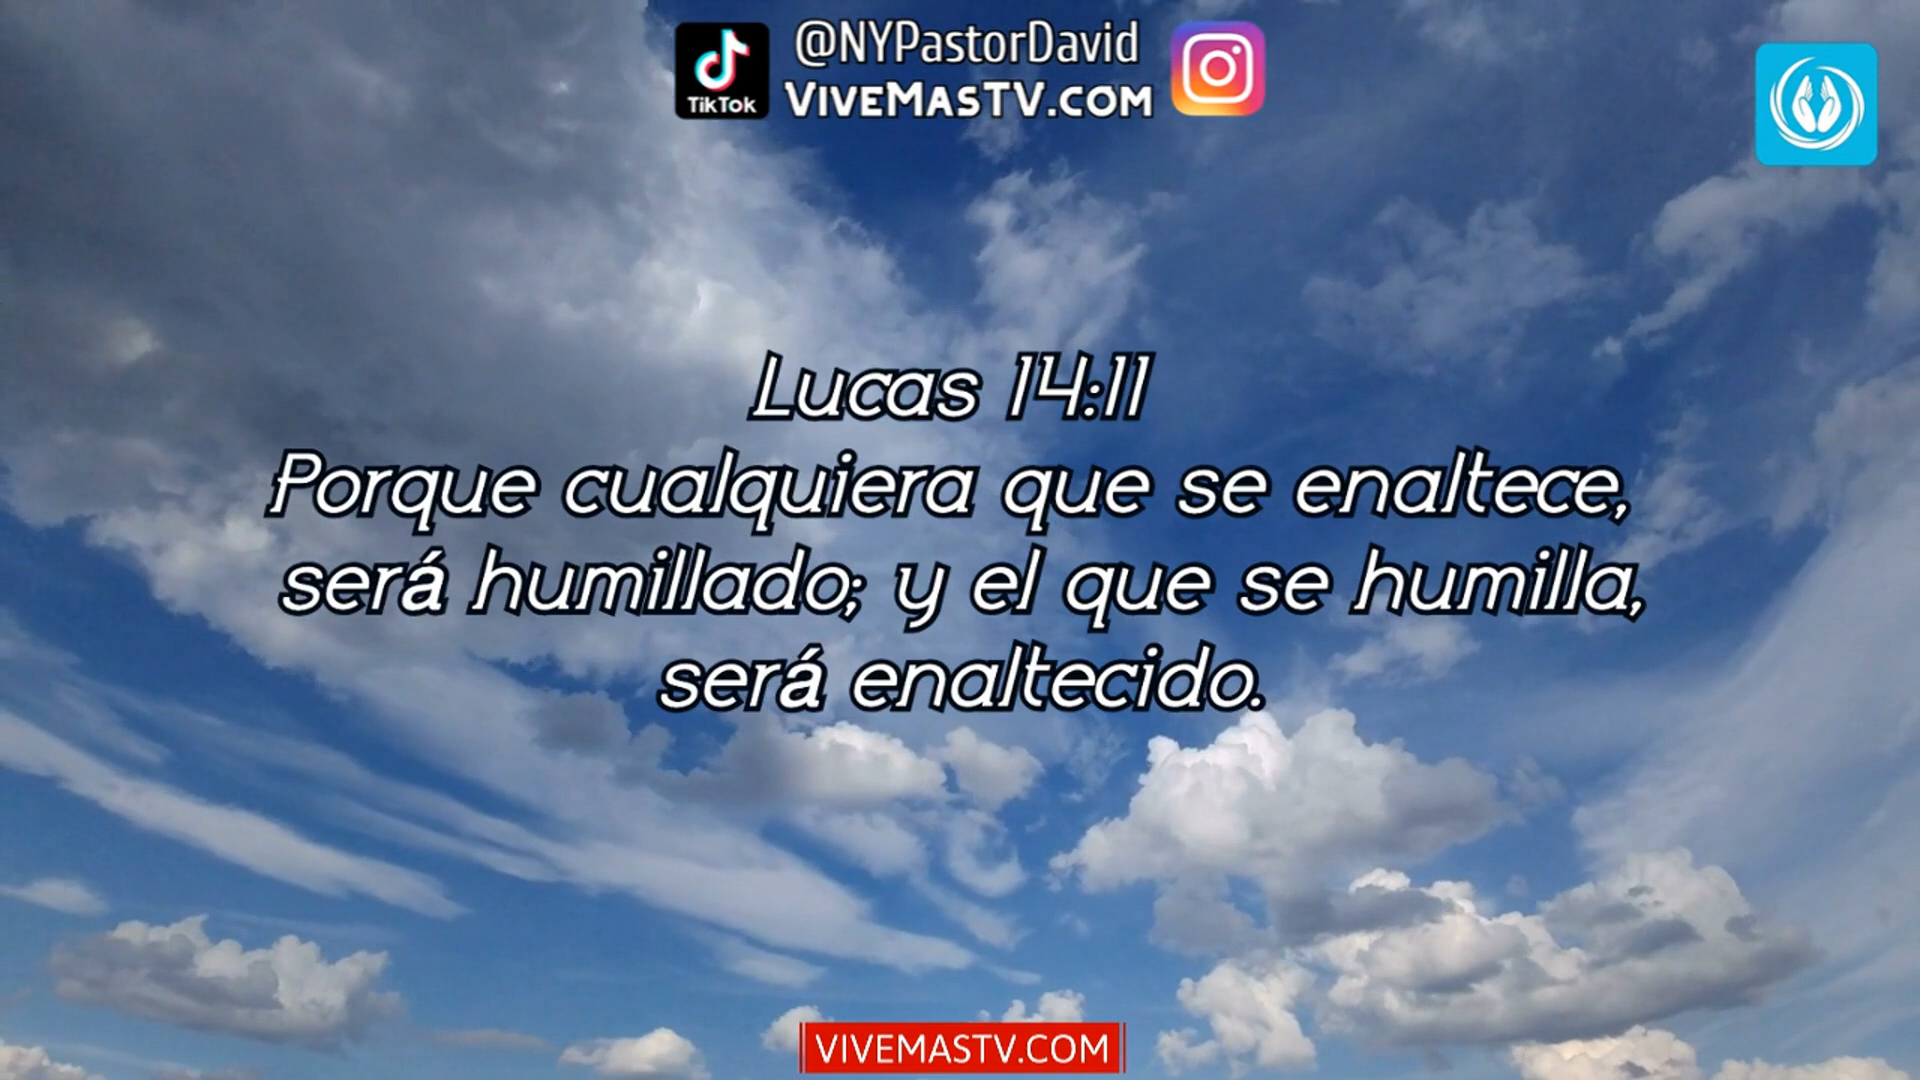 TikTok
@NYPastorDavid
ViveMasTV.com
Lucas 14:11
Porque cualquiera que se enaltece,
será humillado; y el que se humilla,
será enaltecido.
VIVEMASTV.COM